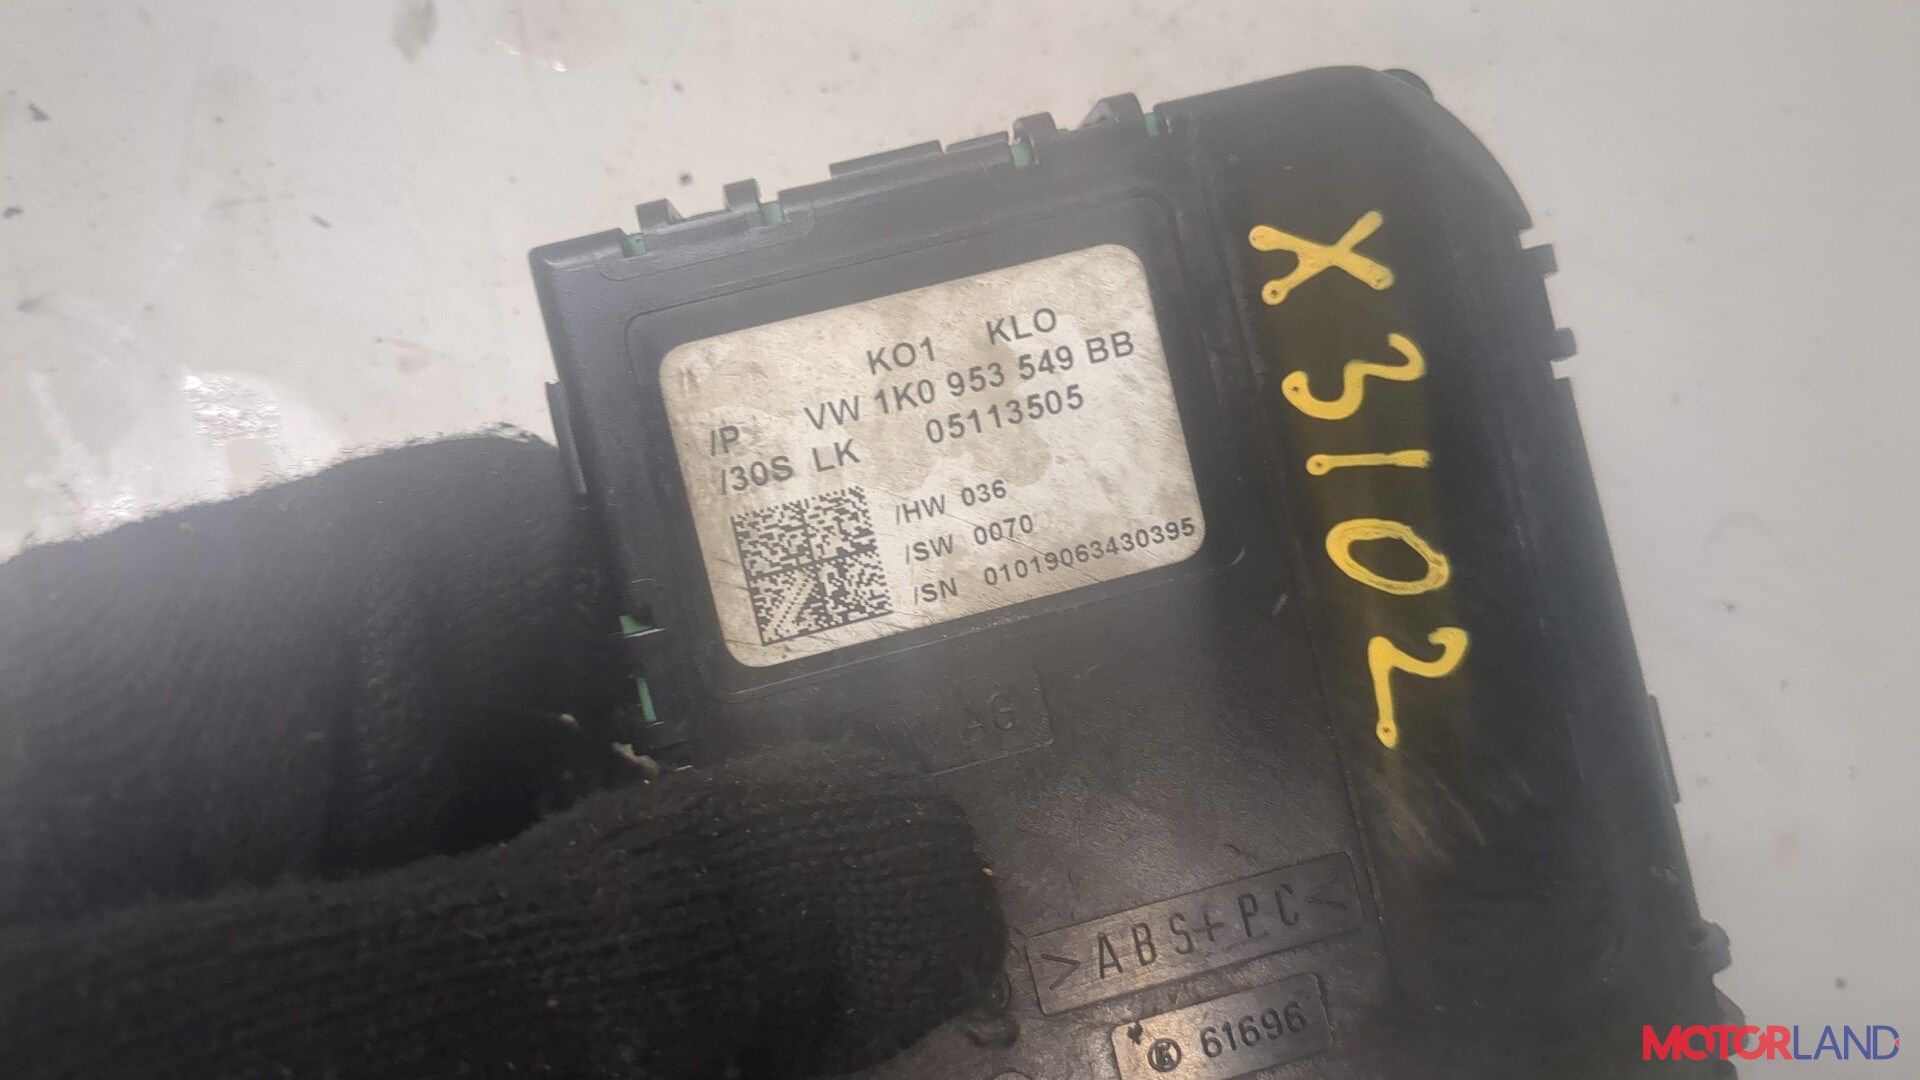 KO1 KLO
/P VW 1K0 953 549 BB
/30S LK 05113505
/HW 036
/SW 0070
/SN 01019063430395
X3102
AG
>ABS+PC<
61696
MOTORLAND